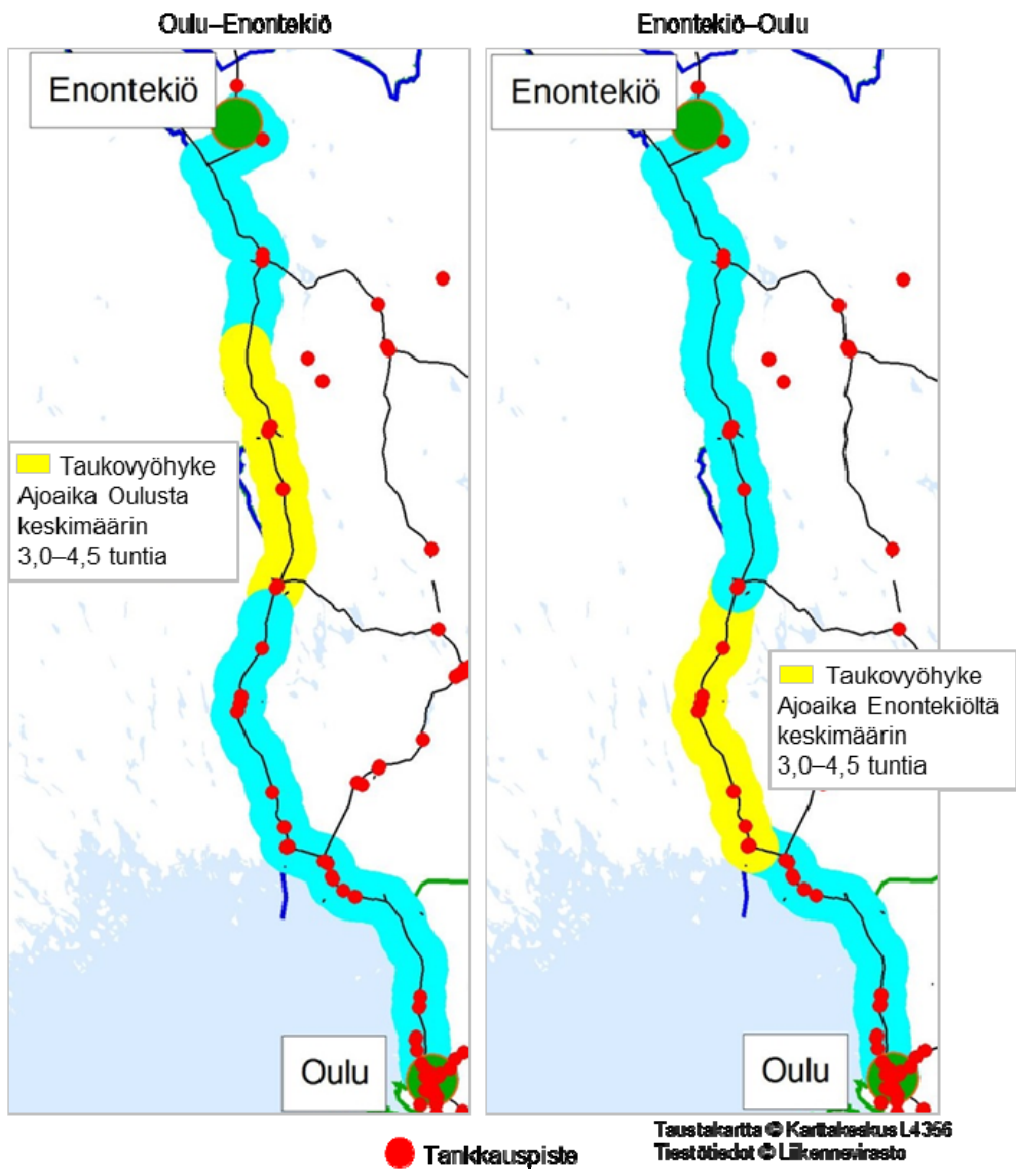 Oulu–Enontekiö
Enontekiö–Oulu
Enontekiö
Enontekiö
Taukovyöhyke
Ajoaika Oulusta
keskimäärin
3,0–4,5 tuntia
Taukovyöhyke
Ajoaika Enontekiöltä
keskimäärin
3,0–4,5 tuntia
Oulu
Oulu
Tankkauspiste
Taustakartta © Karttakeskus L4356
Tiestötiedot © Liikennevirasto